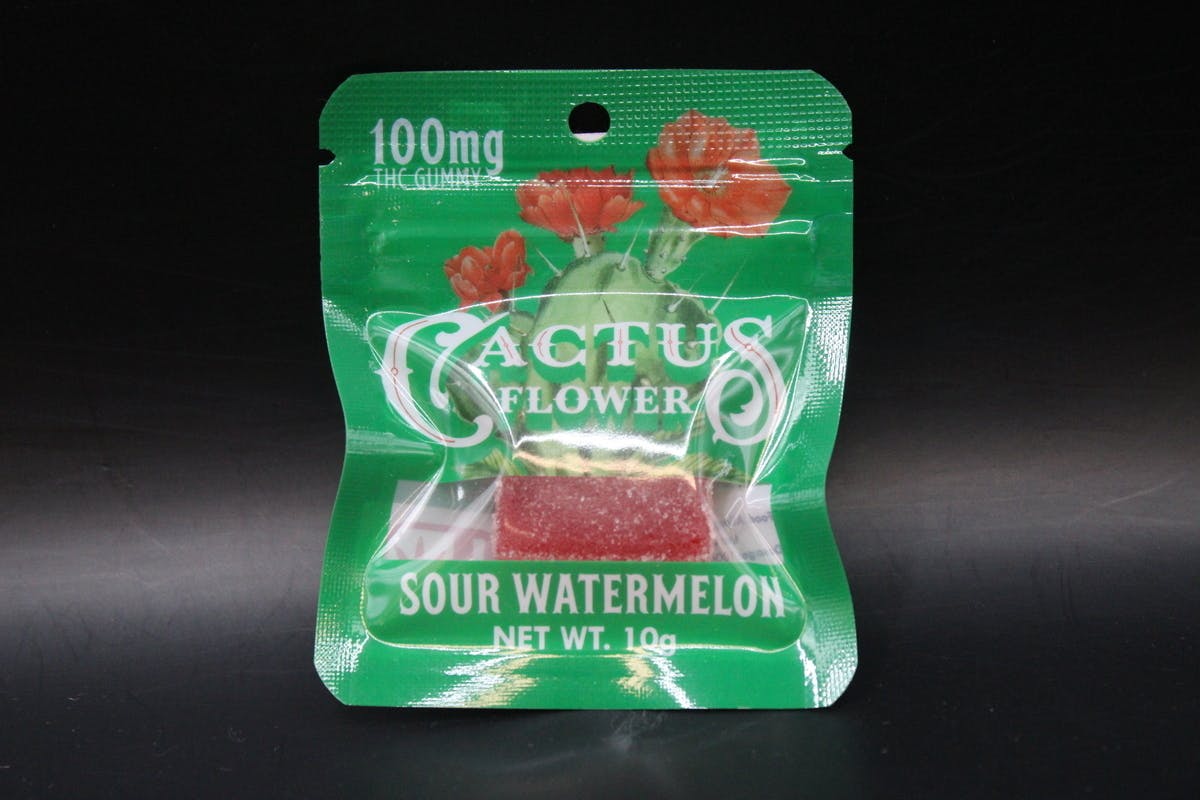 100mg
THC GUMMY
CACTUS
FLOWER
SOUR WATERMELON
NET WT. 10g